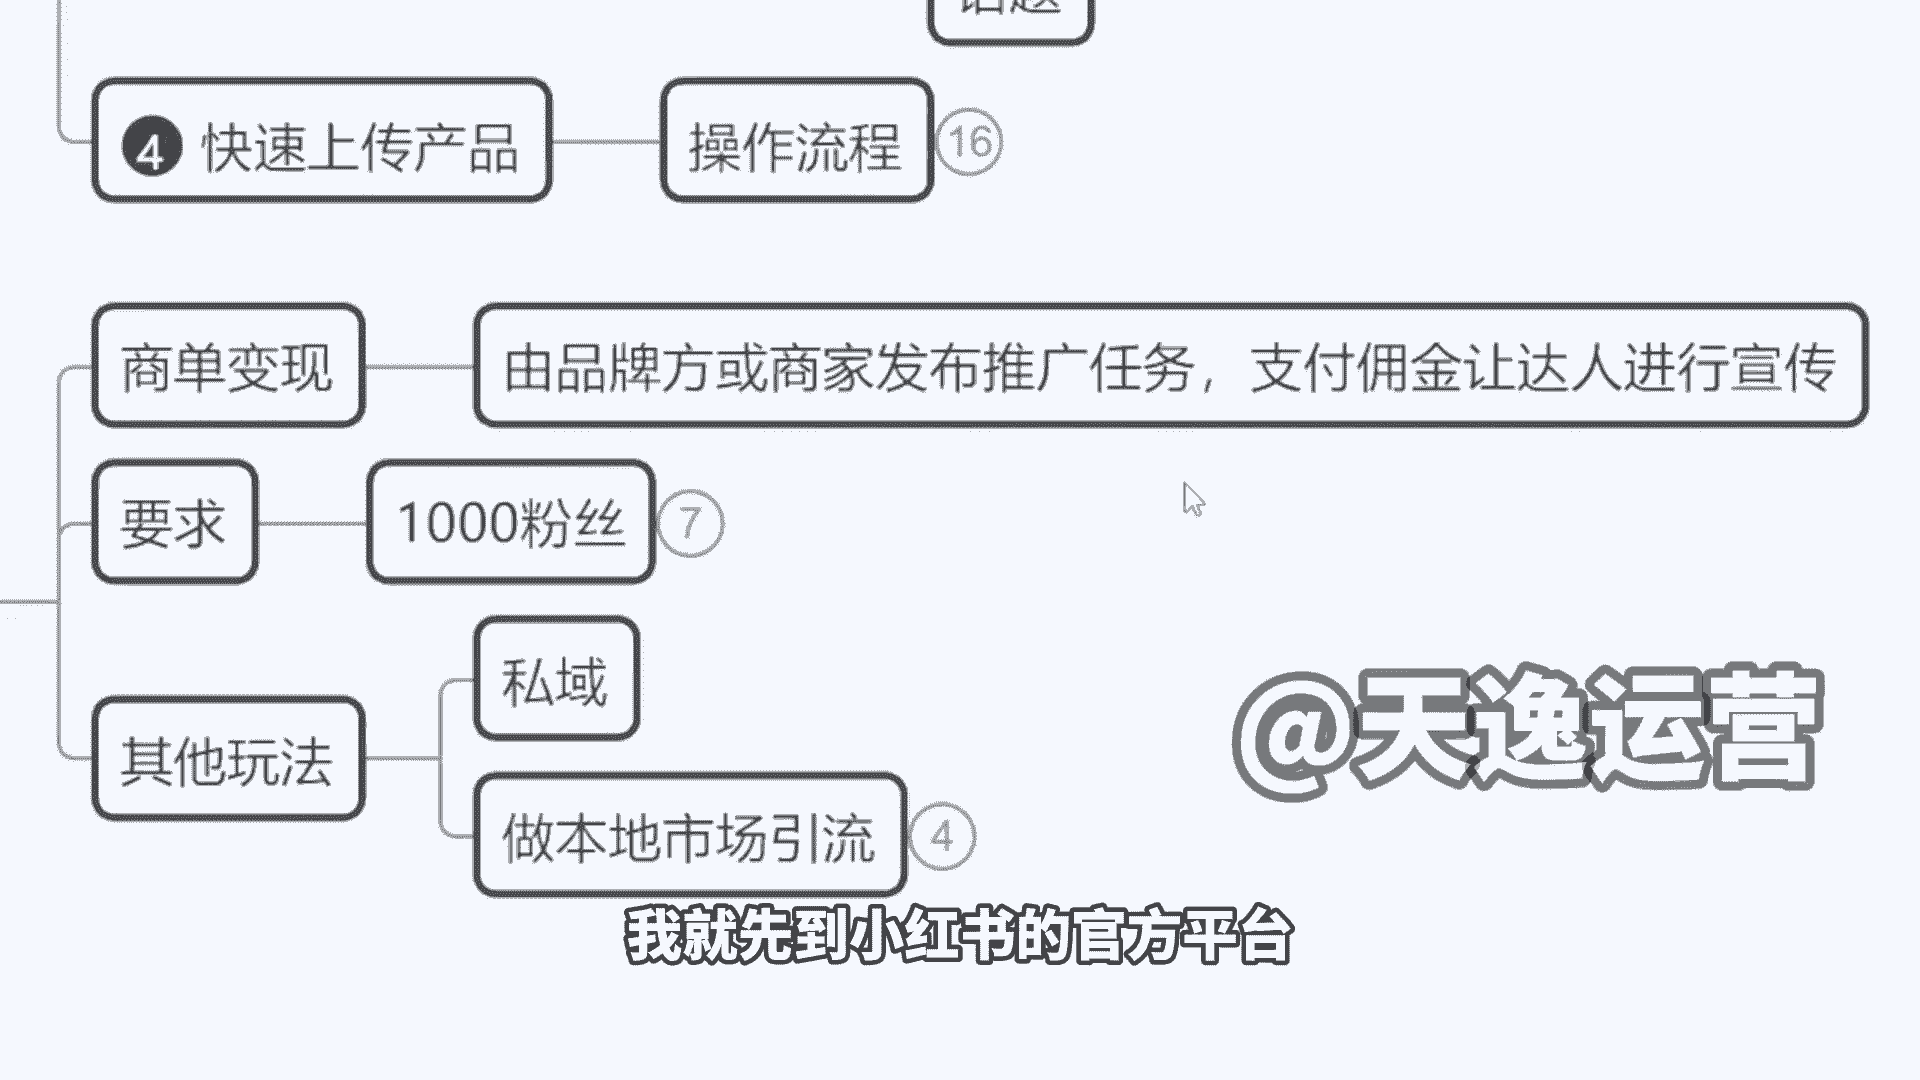 话题
4 快速上传产品
操作流程
16
商单变现
由品牌方或商家发布推广任务，支付佣金让达人进行宣传
要求
1000粉丝
7
私域
其他玩法
@天逸运营
做本地市场引流
4
我就先到小红书的官方平台